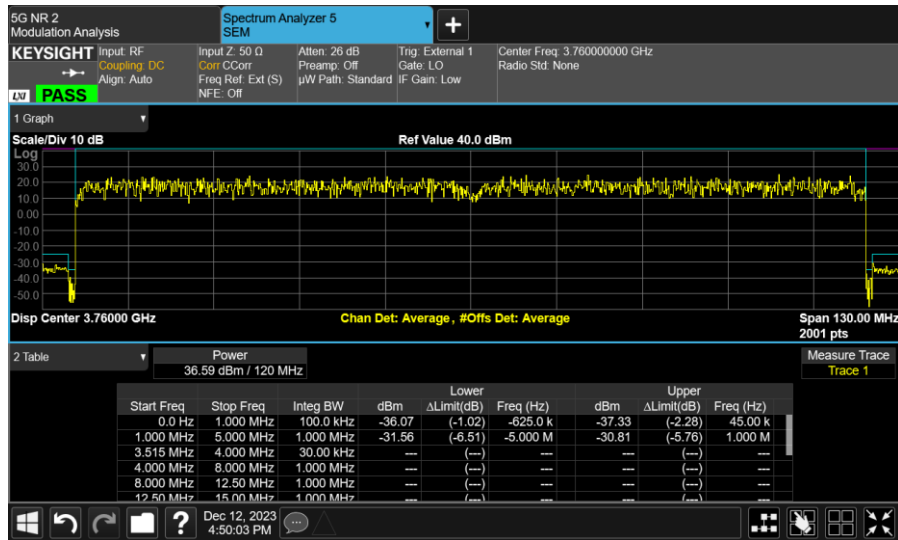 5G NR 2
Modulation Analysis
Spectrum Analyzer 5
SEM
KEYSIGHT
LXI
PASS
Input: RF
Coupling: DC
Align: Auto
Input Z: 50 Ω
Corr CCorr
Freq Ref: Ext (S)
NFE: Off
Atten: 26 dB
Preamp: Off
µW Path: Standard
Trig: External 1
Gate: LO
IF Gain: Low
Center Freq: 3.760000000 GHz
Radio Std: None
1 Graph
Scale/Div 10 dB
Ref Value 40.0 dBm
Log
30.0
20.0
10.0
0.00
-10.0
-20.0
-30.0
-40.0
-50.0
Disp Center 3.76000 GHz
Chan Det: Average, #Offs Det: Average
Span 130.00 MHz
2001 pts
2 Table
Power
36.59 dBm / 120 MHz
Measure Trace
Trace 1
Lower Upper
Start Freq Stop Freq Integ BW dBm ΔLimit(dB) Freq (Hz) dBm ΔLimit(dB) Freq (Hz)
0.0 Hz 1.000 MHz 100.0 kHz -36.07 (-1.02) -625.0 k -37.33 (-2.28) 45.00 k
1.000 MHz 5.000 MHz 1.000 MHz -31.56 (-6.51) -5.000 M -30.81 (-5.76) 1.000 M
3.515 MHz 4.000 MHz 30.00 kHz --- (---) --- --- (---) ---
4.000 MHz 8.000 MHz 1.000 MHz --- (---) --- --- (---) ---
8.000 MHz 12.50 MHz 1.000 MHz --- (---) --- --- (---) ---
12.50 MHz 15.00 MHz 1.000 MHz --- (---) --- --- (---) ---
Dec 12, 2023
4:50:03 PM